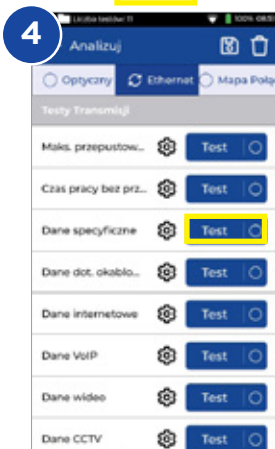 4
Liczba testów: 11 100% 08:51
Analizuj
Optyczny Ethernet Mapa Połą
Testy Transmisji
Maks. przepustow... Test
Czas pracy bez prz... Test
Dane specyficzne Test
Dane dot. okablo... Test
Dane internetowe Test
Dane VoIP Test
Dane wideo Test
Dane CCTV Test